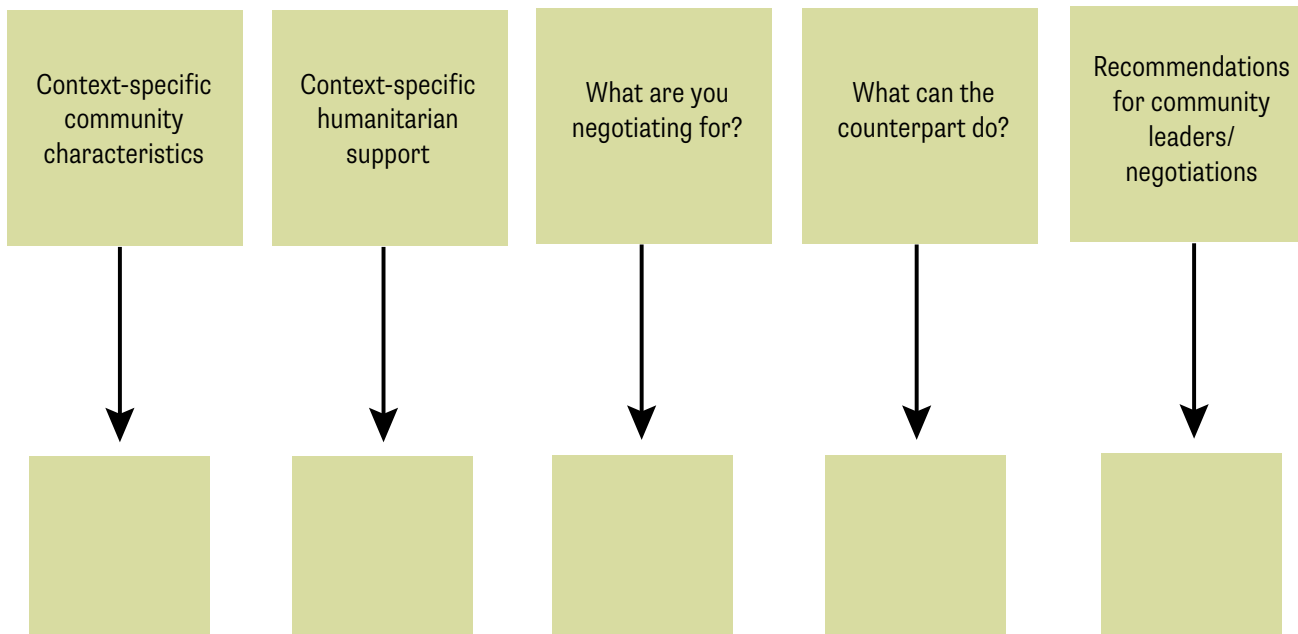 Context-specific
community
characteristics
Context-specific
humanitarian
support
What are you
negotiating for?
What can the
counterpart do?
Recommendations
for community
leaders/
negotiations